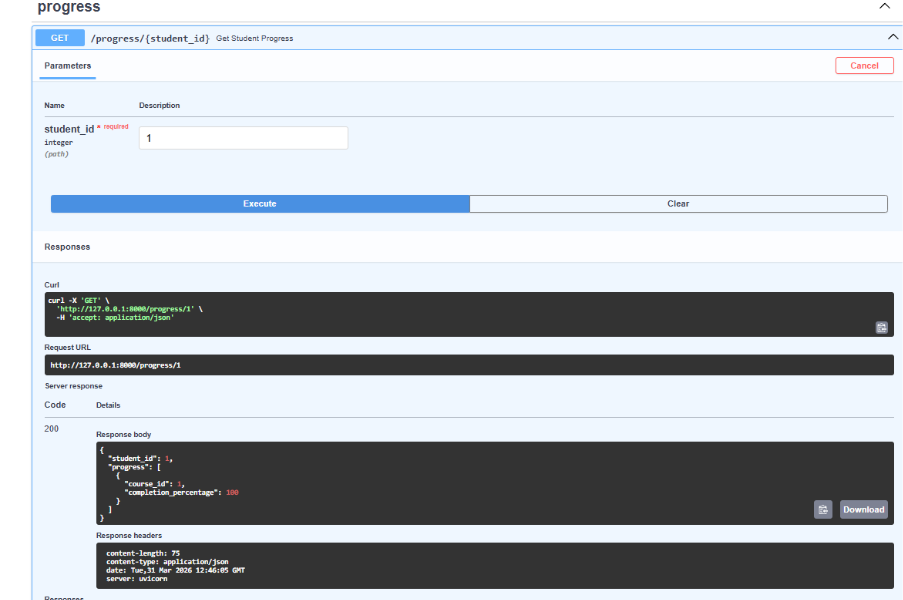 progress
GET /progress/{student_id} Get Student Progress
Parameters Cancel
Name Description
student_id * required 1
integer
(path)
Execute Clear
Responses
Curl
curl -X 'GET' \
'http://127.0.0.1:8000/progress/1' \
-H 'accept: application/json'
Request URL
http://127.0.0.1:8000/progress/1
Server response
Code Details
200
Response body
{
"student_id": 1,
"progress": [
{
"course_id": 1,
"completion_percentage": 100
}
]
}
Download
Response headers
content-length: 75
content-type: application/json
date: Tue,31 Mar 2026 12:46:05 GMT
server: uvicorn
Responses